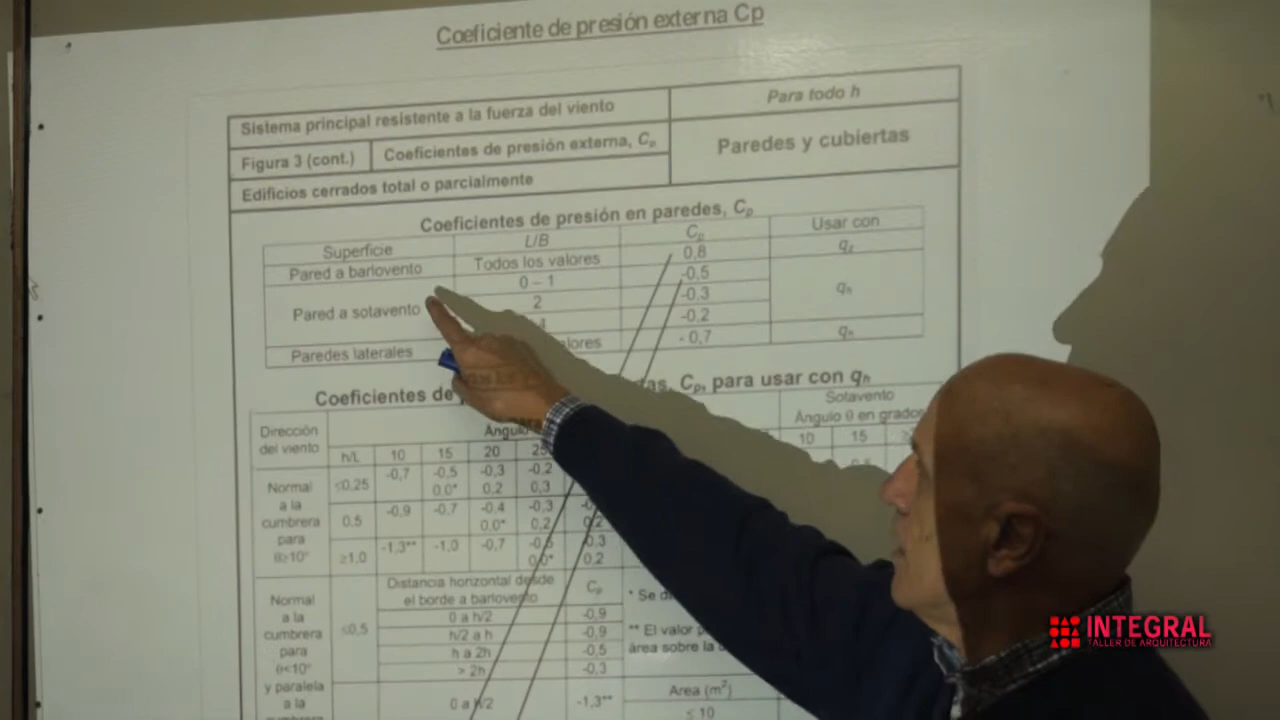 Coeficiente de presión externa Cp
Sistema principal resistente a la fuerza del viento
Para todo h
Figura 3 (cont.)
Coeficientes de presión externa, Cp
Paredes y cubiertas
Edificios cerrados total o parcialmente
Coeficientes de presión en paredes, Cp
Superficie L/B Cp Usar con
Pared a barlovento Todos los valores 0,8 qz
Pared a sotavento 0 – 1 -0,5 qh
2 -0,3
-0,2
Paredes laterales -0,7
Coeficientes de
Cp, para usar con qh
Sotavento
Dirección del viento
Ángulo θ en grados
h/L 10 15 20 25
10 15
Normal a la cumbrera para θ≥10°
≤0,25 -0,7 -0,5 -0,3 -0,2
0,0* 0,2 0,3
0,5 -0,9 -0,7 -0,4 -0,3
0,0* 0,2 0,2
≥1,0 -1,3** -1,0 -0,7
0,2
Normal
a la
cumbrera
para
θ<10°
y paralela
a la
≤0,5
Distancia horizontal desde
el borde a barlovento
Cp
0 a h/2 -0,9
h/2 a h -0,9
h a 2h -0,5
> 2h -0,3
0 a h/2 -1,3**
* Se
** El valor
área sobre la
Area (m²)
≤ 10
INTEGRAL
TALLER DE ARQUITECTURA